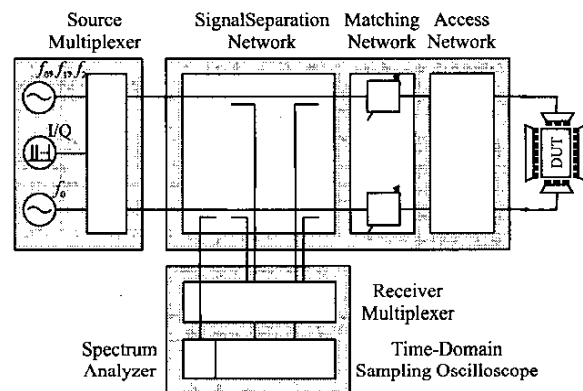 Source
Multiplexer
SignalSeparation
Network
Matching
Network
Access
Network
f0, f1, f2
I/Q
f0
DUT
Receiver
Multiplexer
Spectrum
Analyzer
Time-Domain
Sampling Oscilloscope